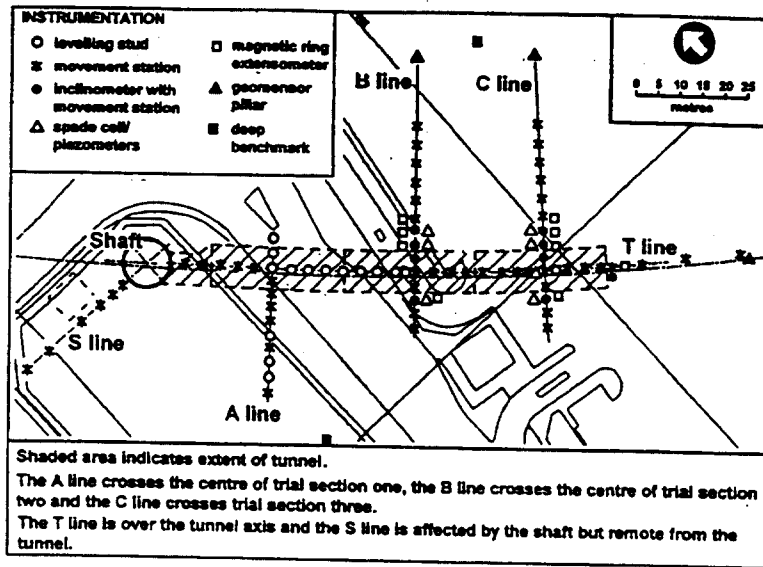 INSTRUMENTATION
levelling stud
movement station
inclinometer with
movement station
spade cell/
piezometers
magnetic ring
extensometer
geomensor
pillar
deep
benchmark
B line
C line
0 5 10 15 20 25
metres
Shaft
T line
S line
A line
Shaded area indicates extent of tunnel.
The A line crosses the centre of trial section one, the B line crosses the centre of trial section
two and the C line crosses trial section three.
The T line is over the tunnel axis and the S line is affected by the shaft but remote from the
tunnel.